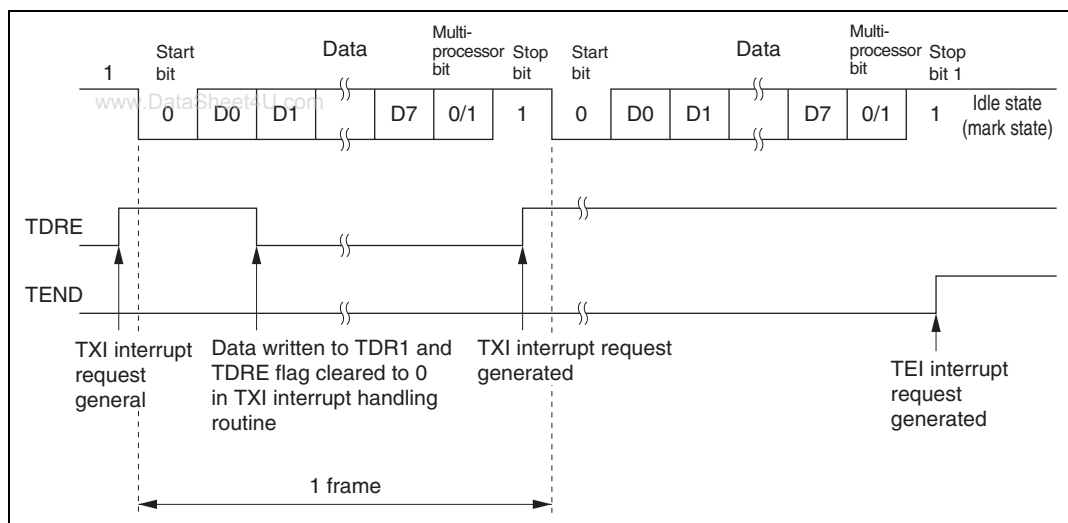 1
Start
bit
Data
Multi-
processor
bit
Stop
bit
Start
bit
Data
Multi-
processor
bit
Stop
bit 1
www.DataSheet4U.com
0 D0 D1 D7 0/1 1 0 D0 D1 D7 0/1 1
Idle state
(mark state)
TDRE
TEND
TXI interrupt
request
general
Data written to TDR1 and
TDRE flag cleared to 0
in TXI interrupt handling
routine
TXI interrupt request
generated
TEI interrupt
request
generated
1 frame